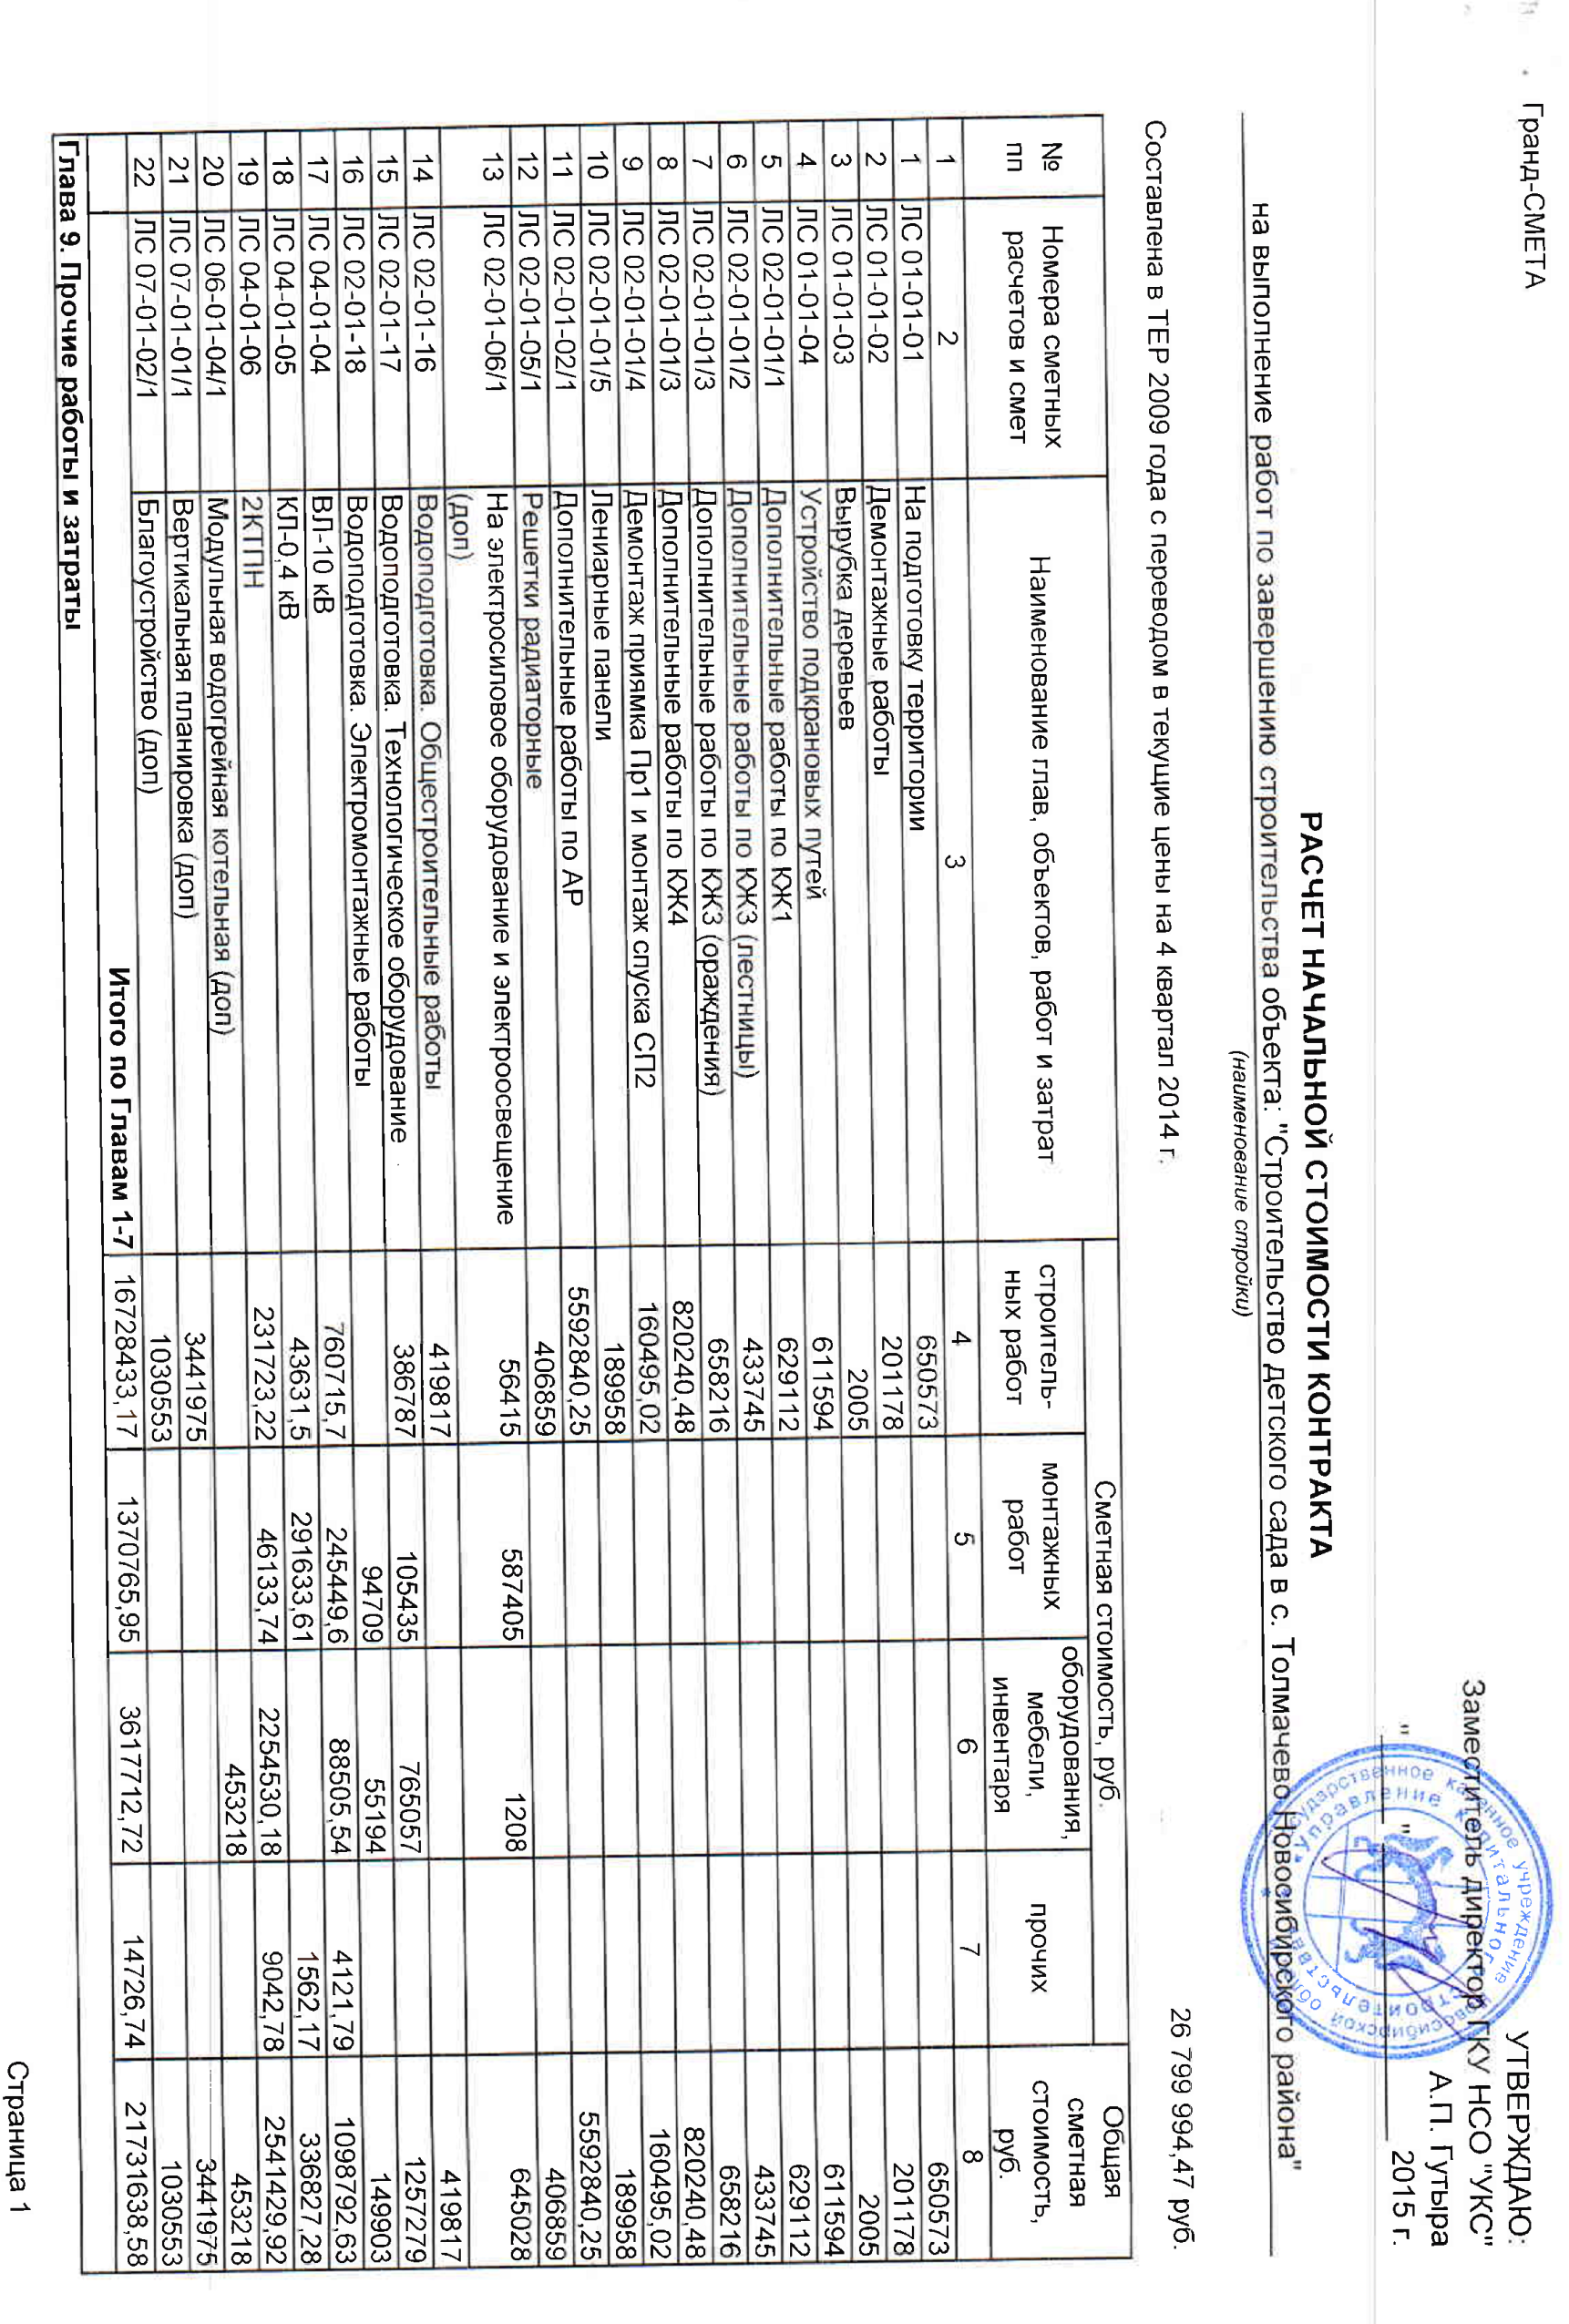 Гранд-СМЕТА
УТВЕРЖДАЮ:
Заместитель директор ГКУ НСО "УКС"
А.П. Гутыра
" " 2015 г.
РАСЧЕТ НАЧАЛЬНОЙ СТОИМОСТИ КОНТРАКТА
на выполнение работ по завершению строительства объекта: "Строительство детского сада в с. Толмачево Новосибирского района"
(наименование стройки)
26 799 994,47 руб.
Составлена в ТЕР 2009 года с переводом в текущие цены на 4 квартал 2014 г.
№ пп Номера сметных расчетов и смет Наименование глав, объектов, работ и затрат Сметная стоимость, руб. Общая сметная стоимость, руб.
строитель-ных работ монтажных работ оборудования, мебели, инвентаря прочих
1 2 3 4 5 6 7 8
1 ЛС 01-01-01 На подготовку территории 650573 650573
2 ЛС 01-01-02 Демонтажные работы 201178 201178
3 ЛС 01-01-03 Вырубка деревьев 2005 2005
4 ЛС 01-01-04 Устройство подкрановых путей 611594 611594
5 ЛС 02-01-01/1 Дополнительные работы по КЖ1 629112 629112
6 ЛС 02-01-01/2 Дополнительные работы по КЖ3 (лестницы) 433745 433745
7 ЛС 02-01-01/3 Дополнительные работы по КЖ3 (ораждения) 658216 658216
8 ЛС 02-01-01/3 Дополнительные работы по КЖ4 820240,48 820240,48
9 ЛС 02-01-01/4 Демонтаж приямка Пр1 и монтаж спуска СП2 160495,02 160495,02
10 ЛС 02-01-01/5 Лениарные панели 189958 189958
11 ЛС 02-01-02/1 Дополнительные работы по АР 5592840,25 5592840,25
12 ЛС 02-01-05/1 Решетки радиаторные 406859 406859
13 ЛС 02-01-06/1 На электросиловое оборудование и электроосвещение (доп) 56415 587405 1208 645028
14 ЛС 02-01-16 Водоподготовка. Общестроительные работы 419817 419817
15 ЛС 02-01-17 Водоподготовка. Технологическое оборудование 386787 105435 765057 1257279
16 ЛС 02-01-18 Водоподготовка. Электромонтажные работы 94709 55194 149903
17 ЛС 04-01-04 ВЛ-10 кВ 760715,7 245449,6 88505,54 4121,79 1098792,63
18 ЛС 04-01-05 КЛ-0,4 кВ 43631,5 291633,61 1562,17 336827,28
19 ЛС 04-01-06 2КТПН 231723,22 46133,74 2254530,18 9042,78 2541429,92
20 ЛС 06-01-04/1 Модульная водогрейная котельная (доп) 453218 453218
21 ЛС 07-01-01/1 Вертикальная планировка (доп) 3441975 3441975
22 ЛС 07-01-02/1 Благоустройство (доп) 1030553 1030553
Итого по Главам 1-7 16728433,17 1370765,95 3617712,72 14726,74 21731638,58
Глава 9. Прочие работы и затраты
Страница 1